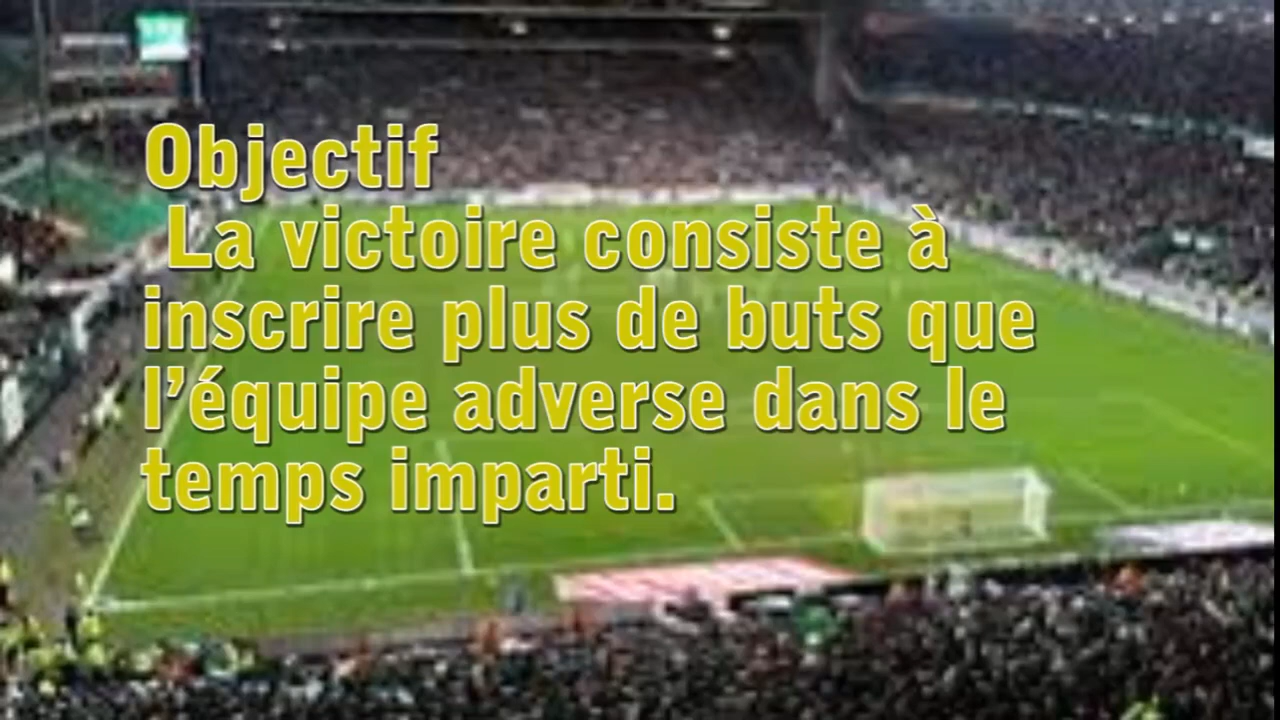 Objectif
La victoire consiste à
inscrire plus de buts que
l’équipe adverse dans le
temps imparti.